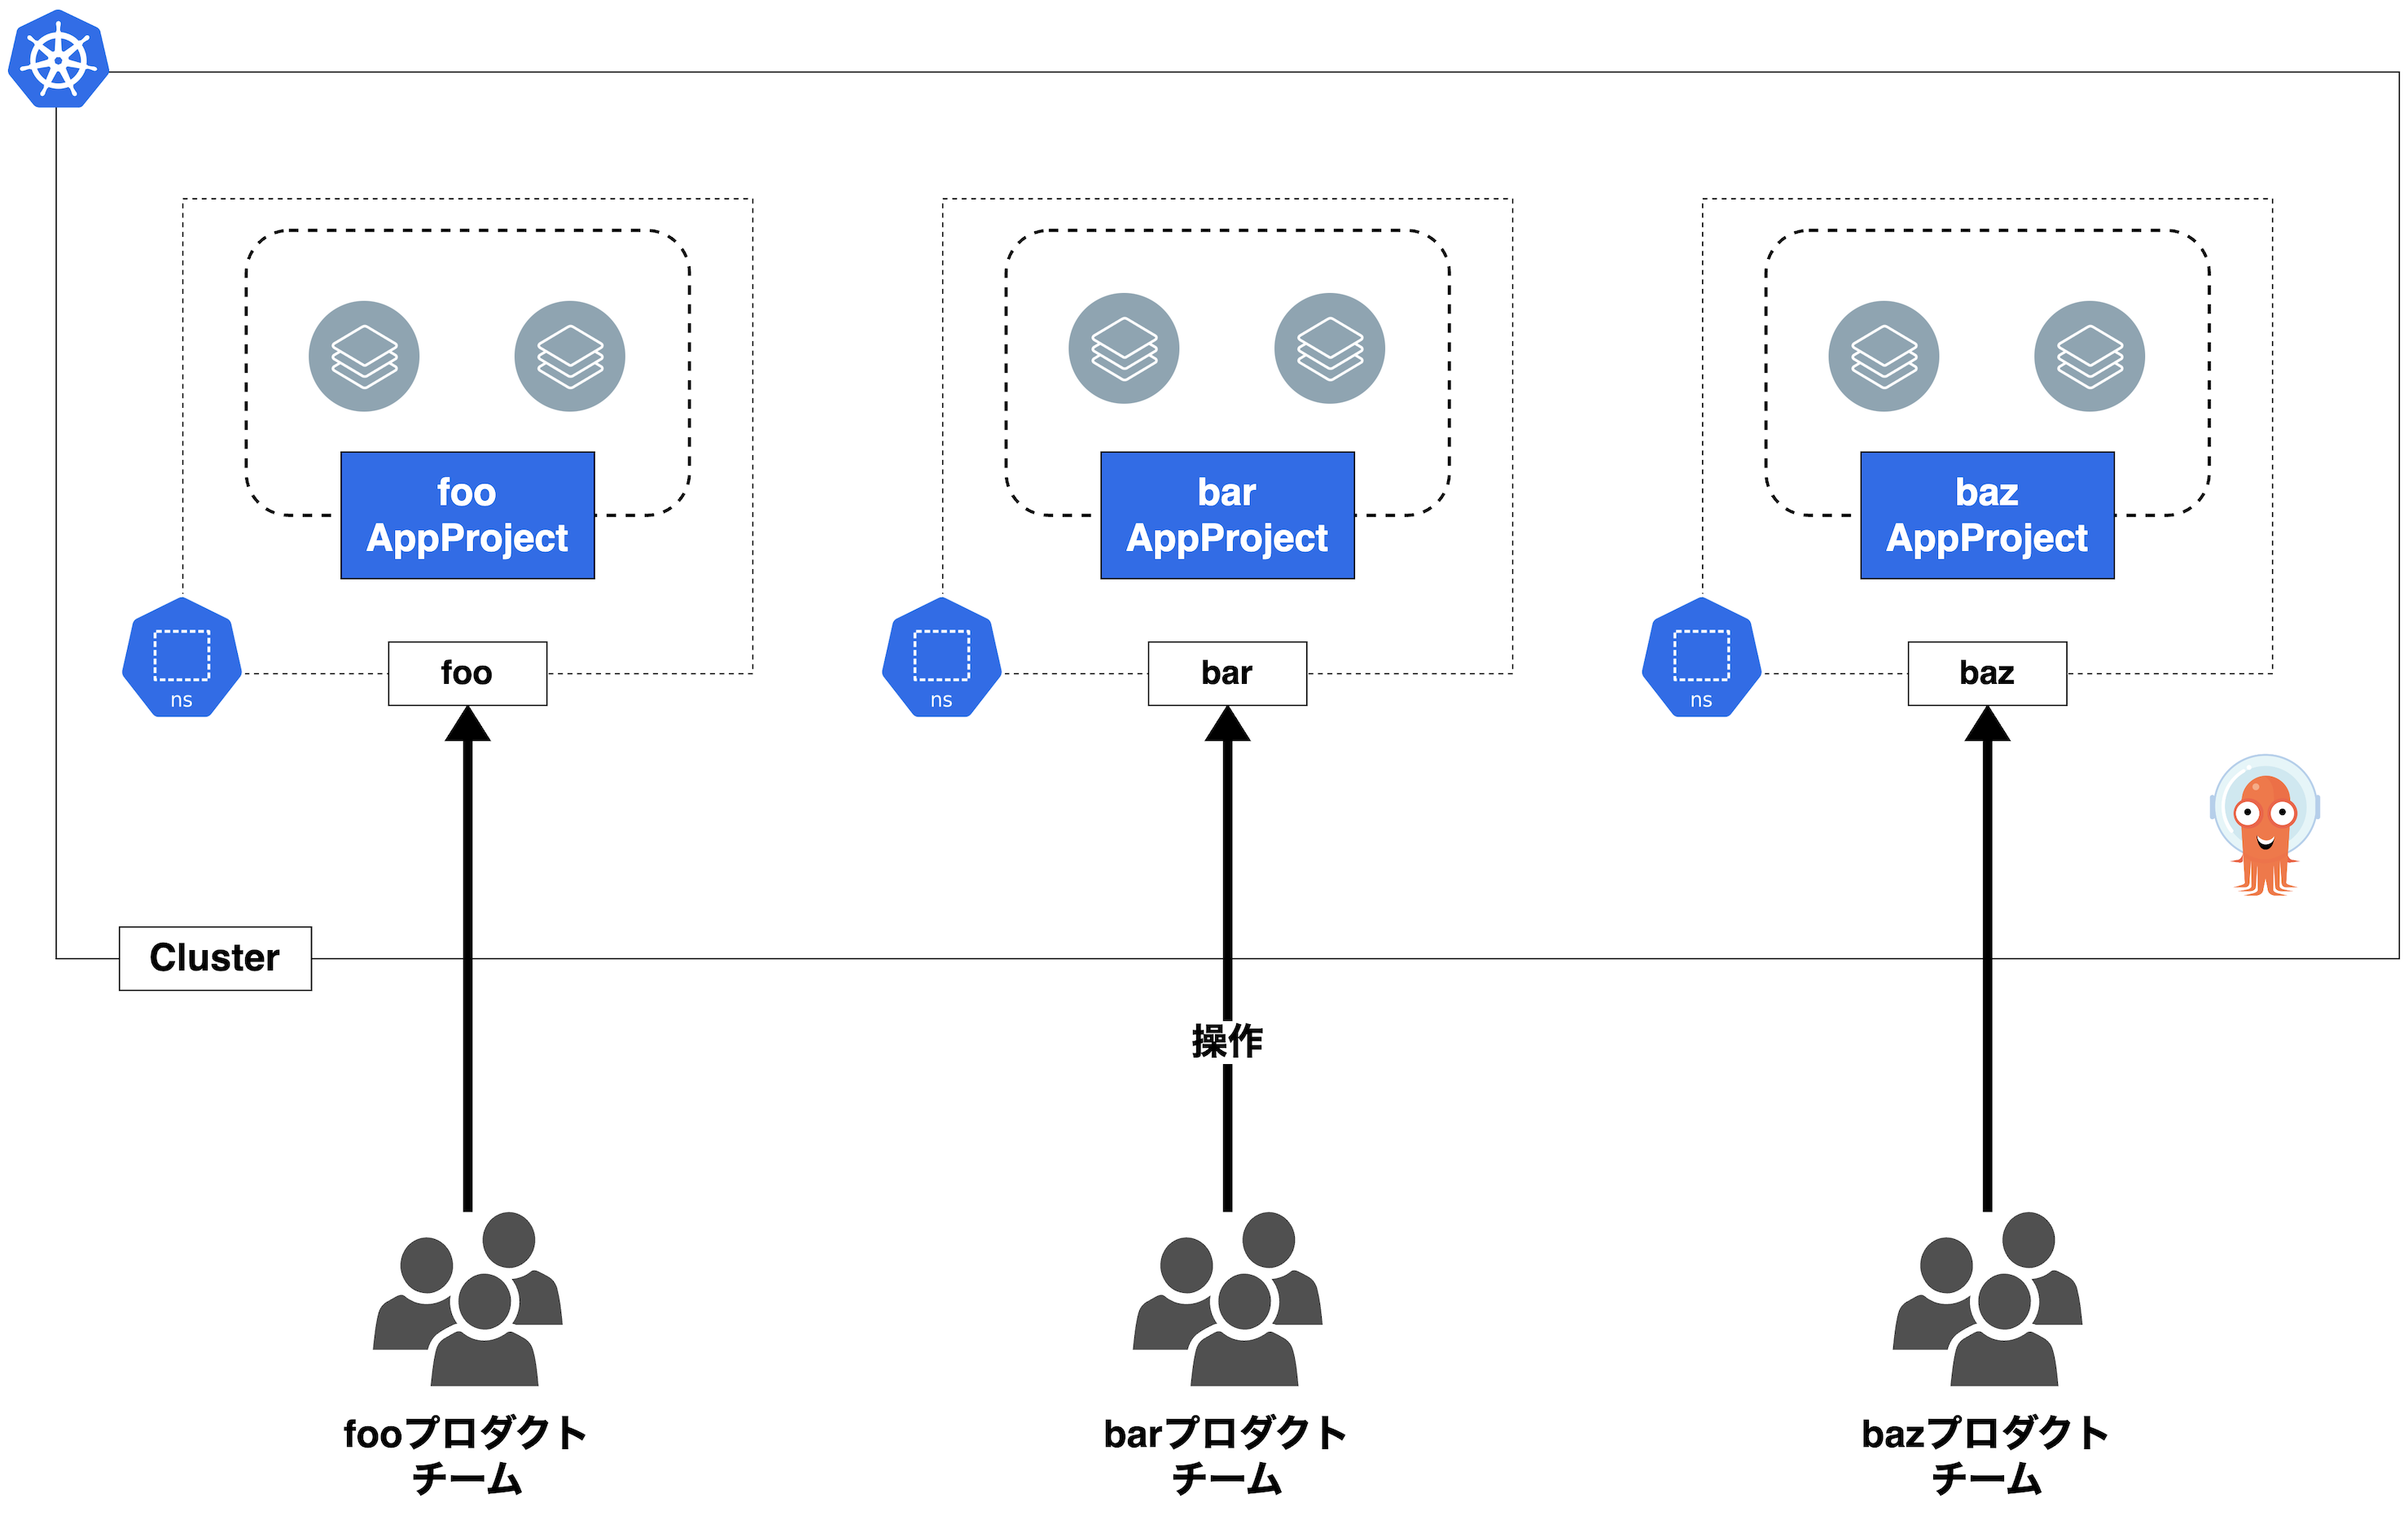 foo
AppProject
bar
AppProject
baz
AppProject
ns
foo
ns
bar
ns
baz
Cluster
操作
fooプロダクト
チーム
barプロダクト
チーム
bazプロダクト
チーム